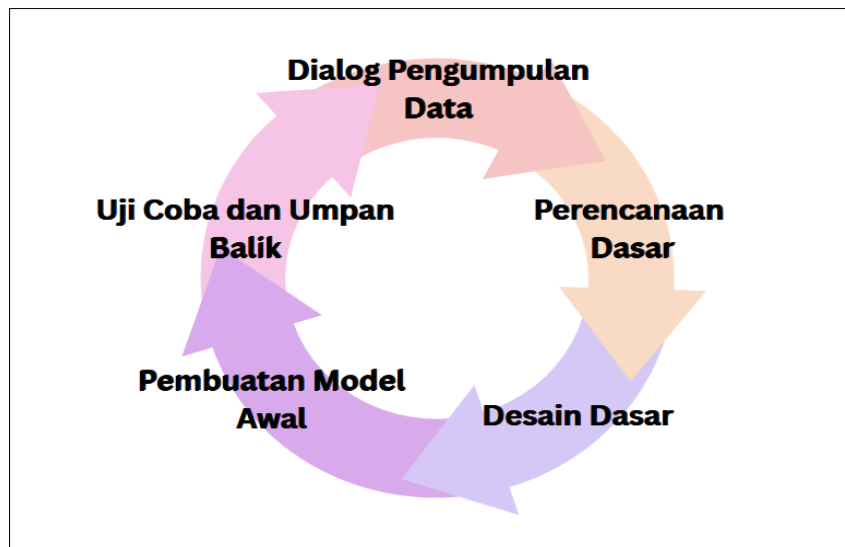 Dialog Pengumpulan
Data
Perencanaan
Dasar
Desain Dasar
Pembuatan Model
Awal
Uji Coba dan Umpan
Balik